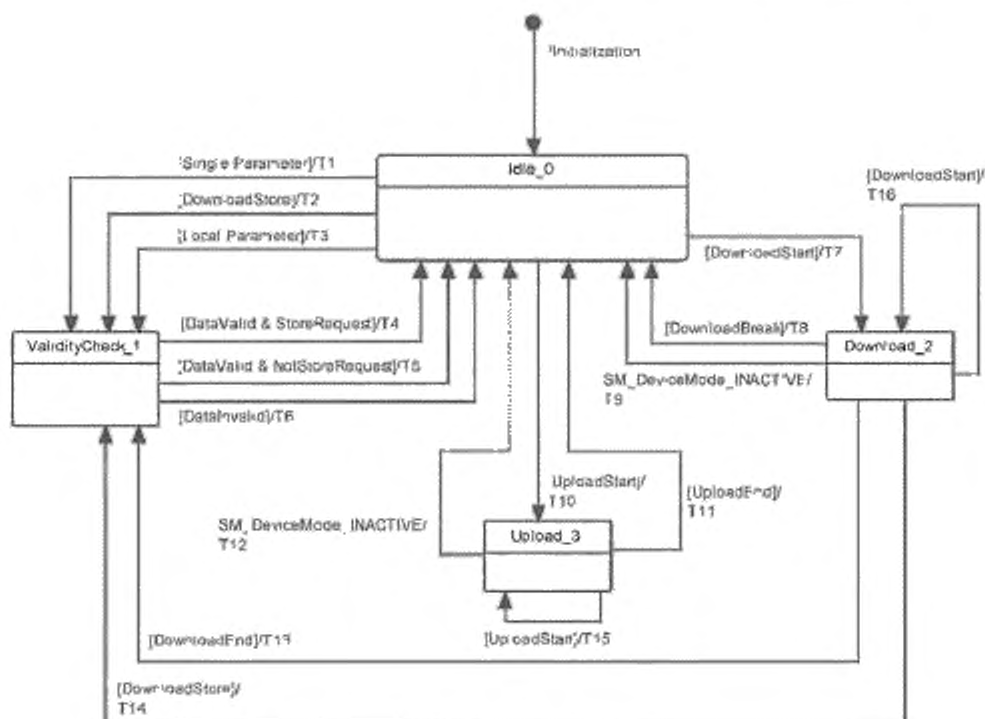 Initialization
[Single Parameter]/T1
Idle_0
[DownloadStart]/
T16
[DownloadStore]/T2
[Local Parameter]/T3
[DownloadStart]/T7
[DataValid & StoreRequest]/T4
[DownloadBreak]/T8
ValidityCheck_1
Download_2
[DataValid & NotStoreRequest]/T5
SM_DeviceMode_INACTIVE/
T9
[DataInvalid]/T6
[UploadStart]/
T10
[UploadEnd]/
T11
SM_DeviceMode_INACTIVE/
T12
Upload_3
[DownloadEnd]/T13
[UploadStart]/T15
[DownloadStore]/
T14